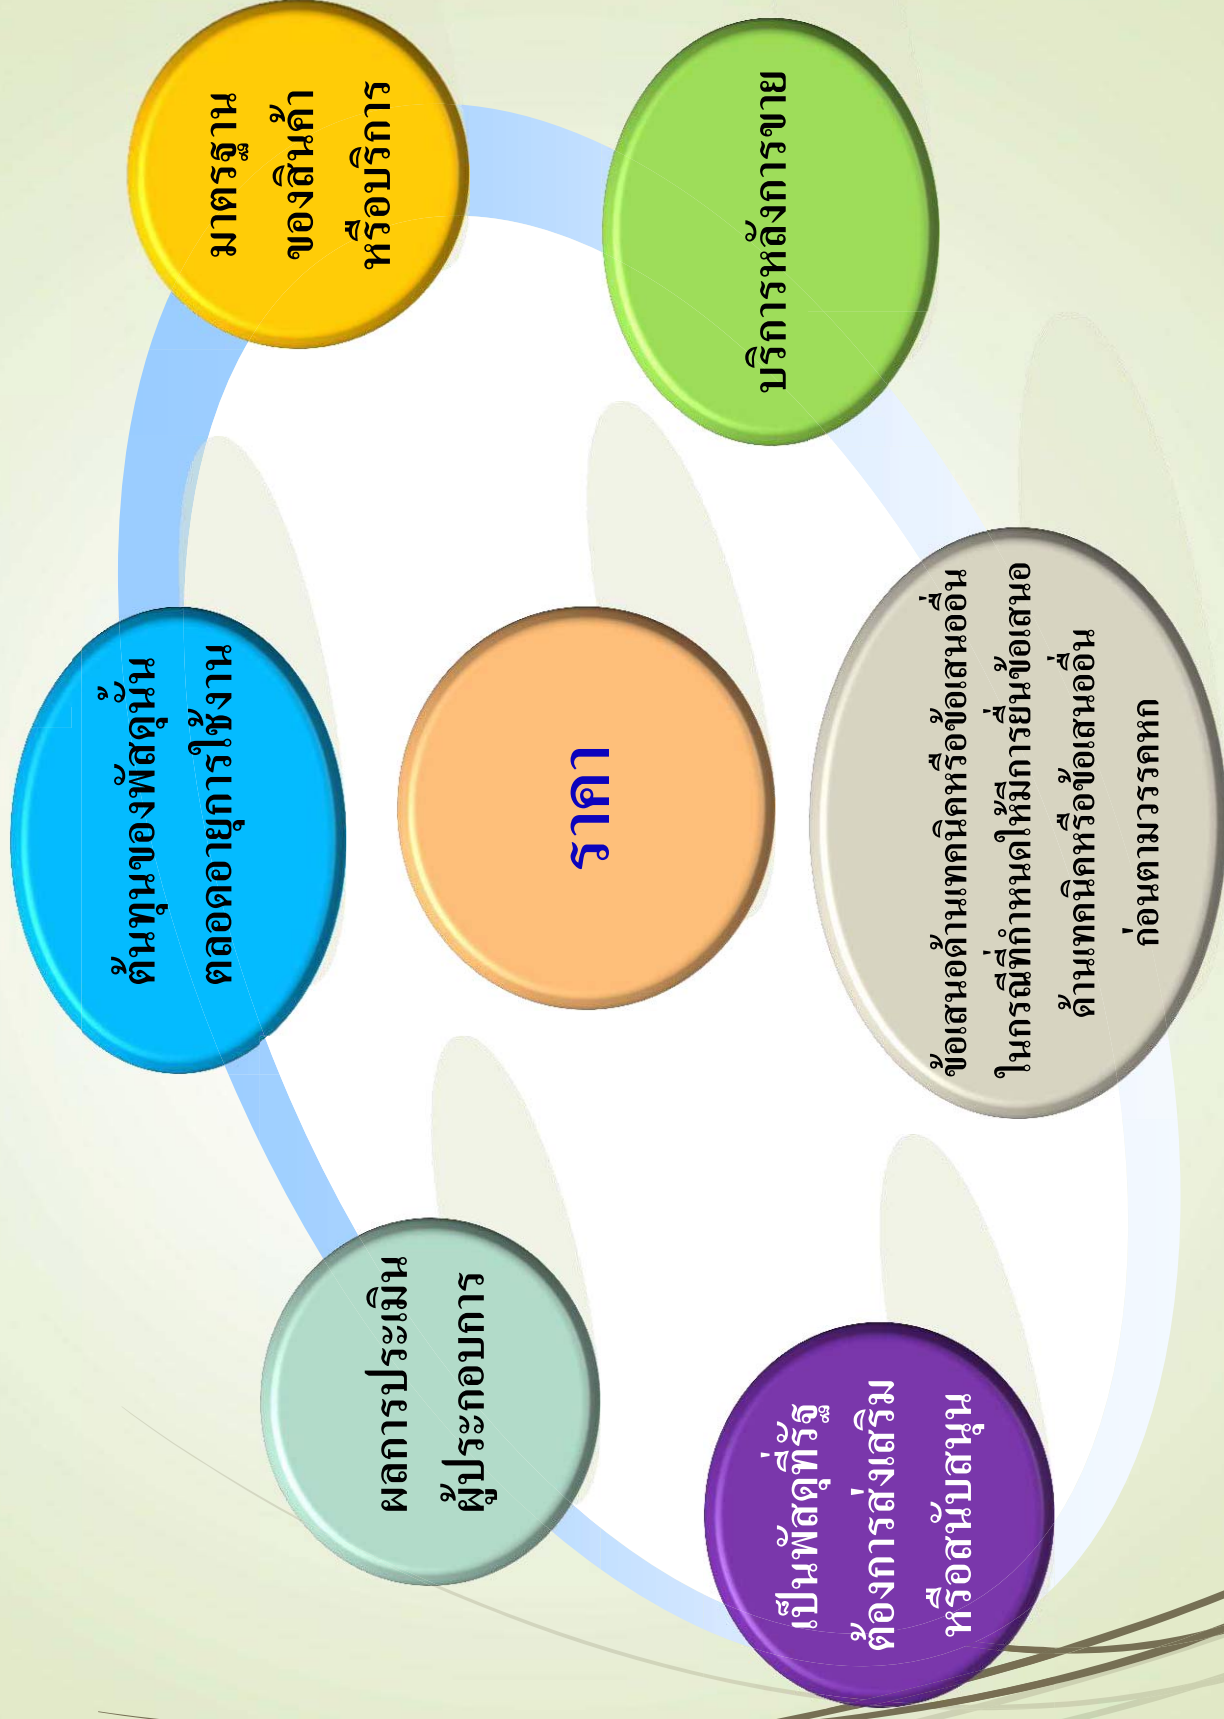 ต้นทุนของพัสดุนั้น
ตลอดอายุการใช้งาน
มาตรฐาน
ของสินค้า
หรือบริการ
บริการหลังการขาย
ข้อเสนอด้านเทคนิคหรือข้อเสนออื่น
ในกรณีที่กำหนดให้มีการยื่นข้อเสนอ
ด้านเทคนิคหรือข้อเสนออื่น
ก่อนตามวรรคหก
เป็นพัสดุที่รัฐ
ต้องการส่งเสริม
หรือสนับสนุน
ผลการประเมิน
ผู้ประกอบการ
ราคา